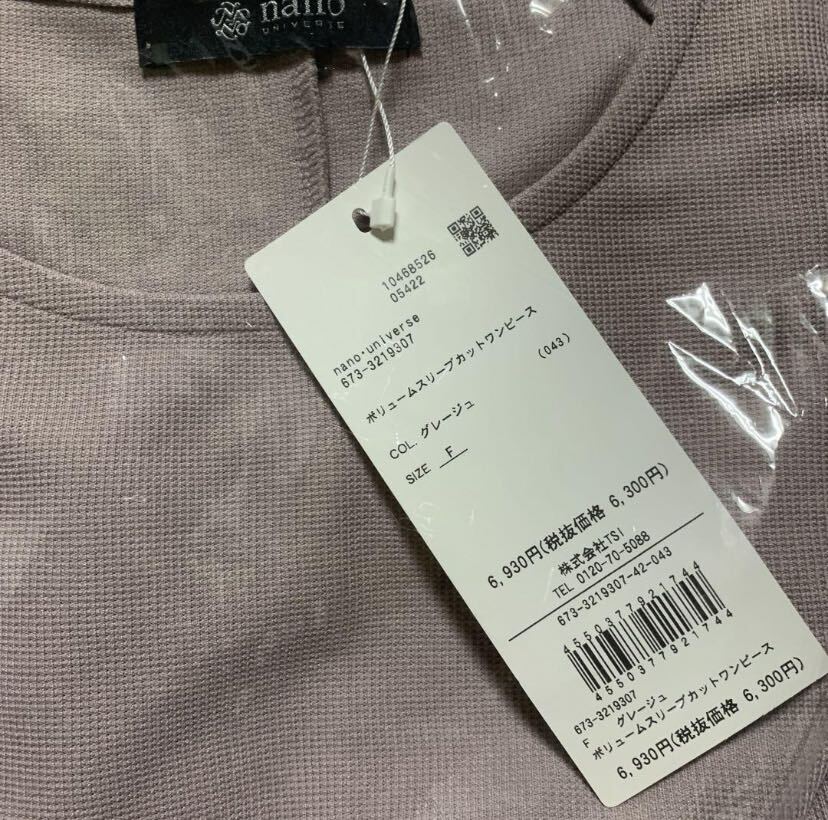 nano
UNIVERSE
10468526
05422
nano・universe
673-3219307
ボリュームスリーブカットワンピース
(043)
COL. グレージュ
SIZE F
6,930円(税抜価格 6,300円)
株式会社TSI
TEL 0120-70-5088
673-3219307-42-043
4550377921744
4550377921744
673-3219307
F グレージュ
ボリュームスリーブカットワンピース
6,930円(税抜価格 6,300円)